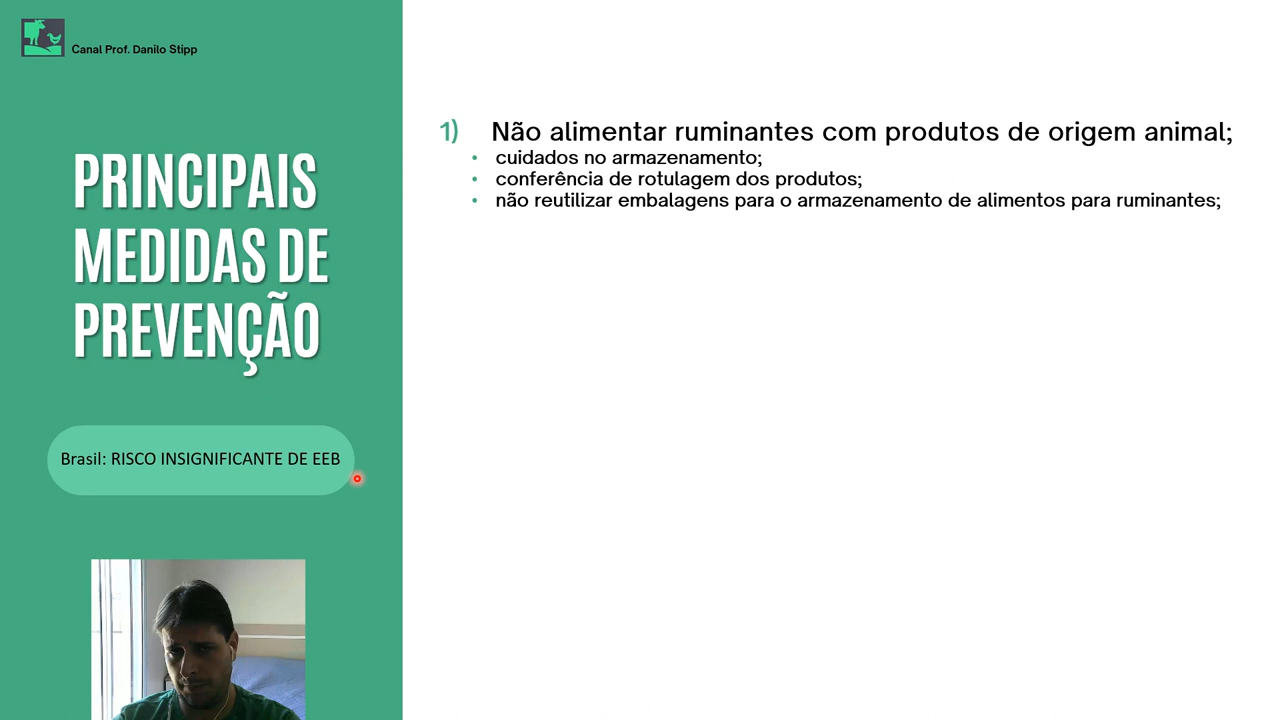 Canal Prof. Danilo Stipp
PRINCIPAIS
MEDIDAS DE
PREVENÇÃO
Brasil: RISCO INSIGNIFICANTE DE EEB
1) Não alimentar ruminantes com produtos de origem animal;
• cuidados no armazenamento;
• conferência de rotulagem dos produtos;
• não reutilizar embalagens para o armazenamento de alimentos para ruminantes;